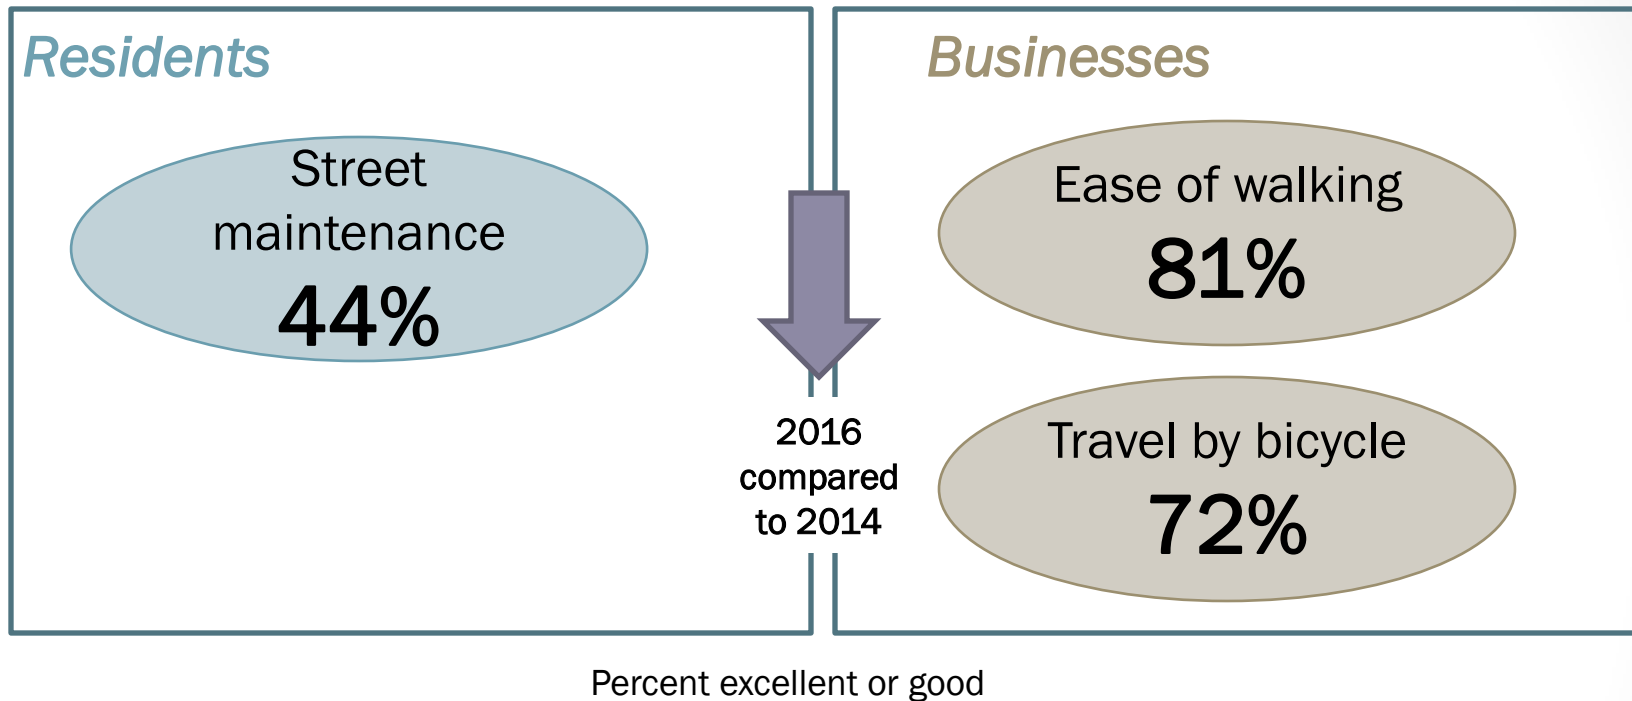 Residents
Street
maintenance
44%
2016
compared
to 2014
Businesses
Ease of walking
81%
Travel by bicycle
72%
Percent excellent or good